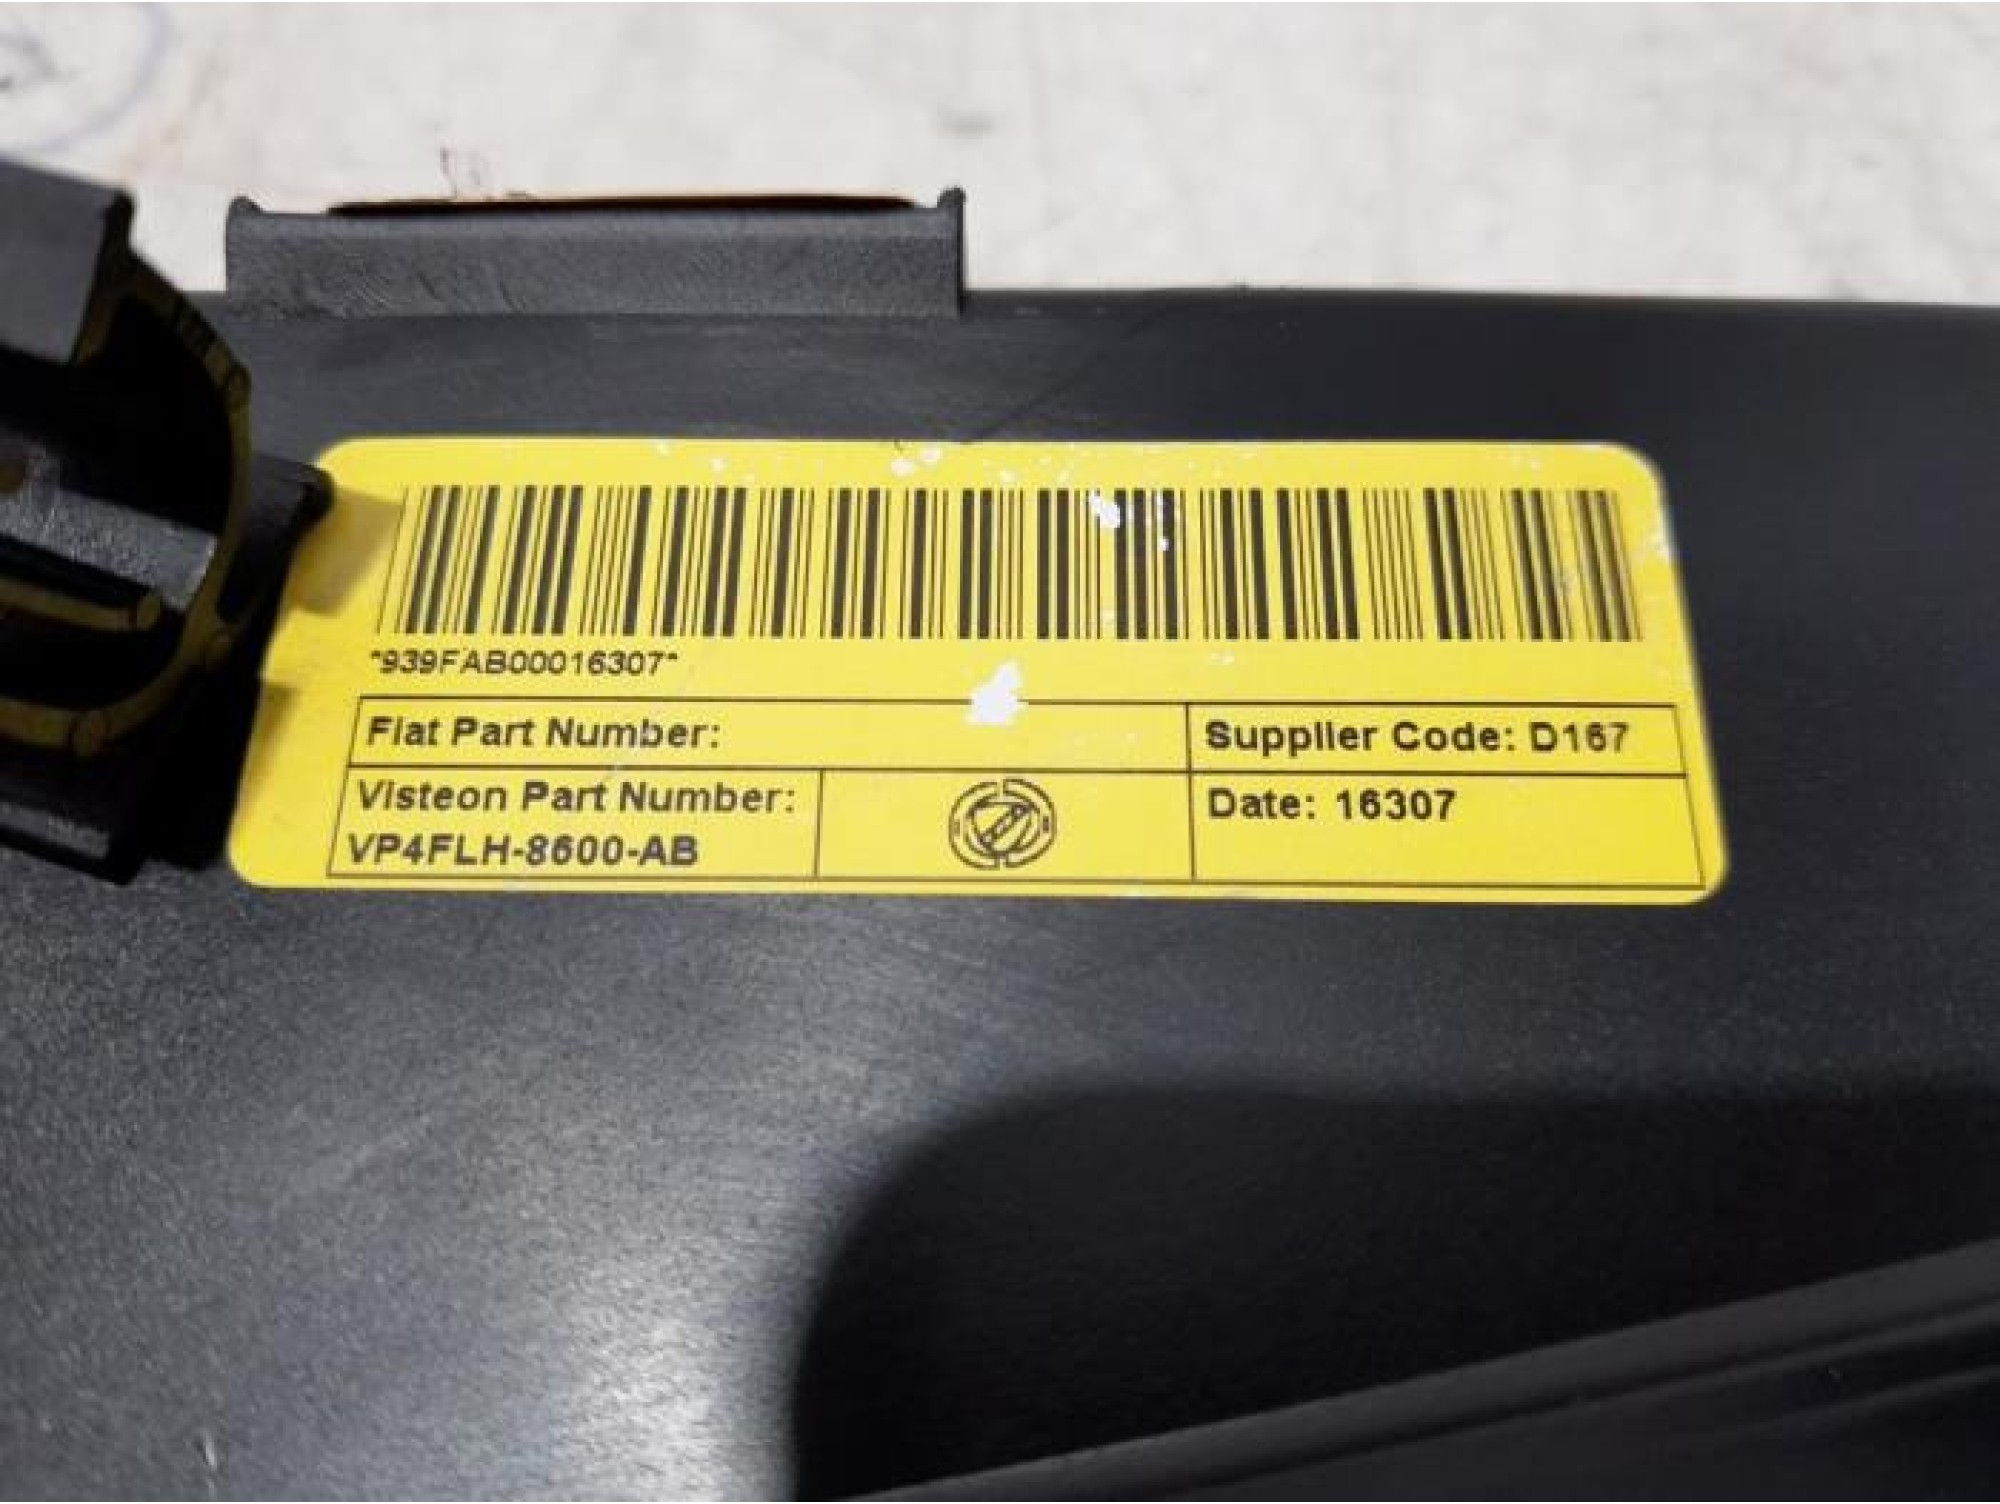 *939FAB00016307*
Fiat Part Number:
Supplier Code: D167
Visteon Part Number:
VP4FLH-8600-AB
Date: 16307